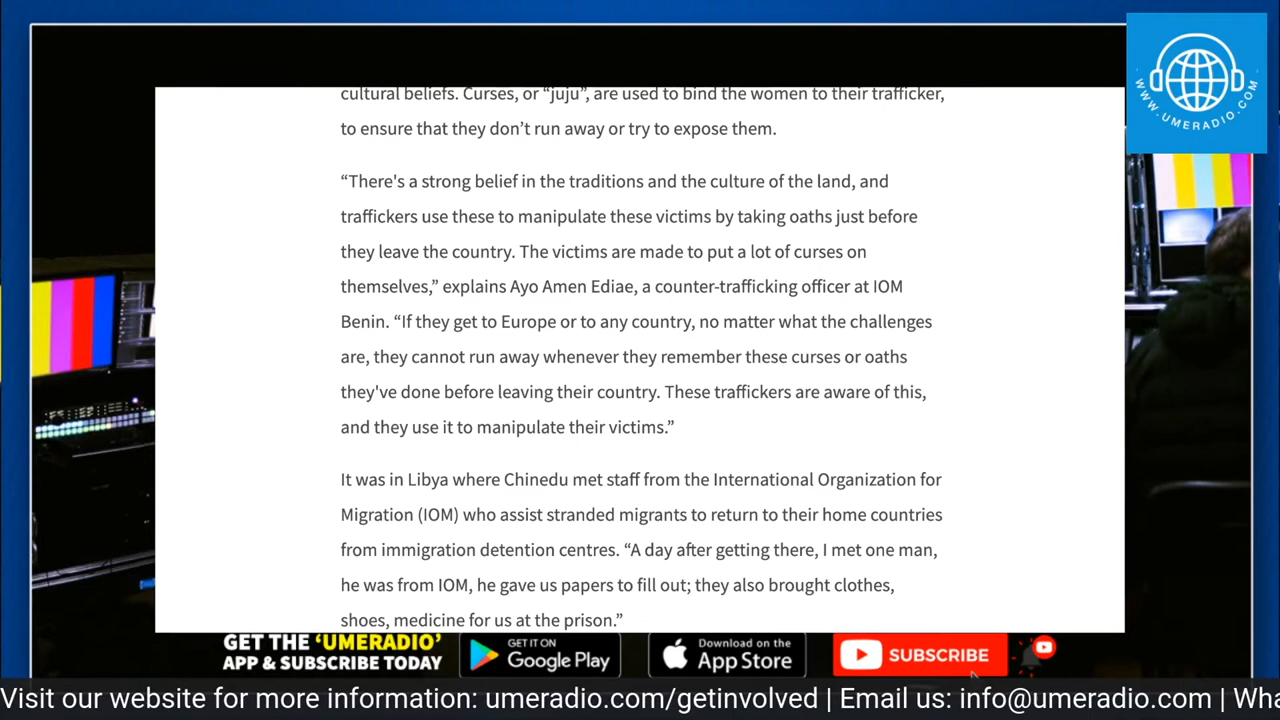 WWW.UMERADIO.COM
cultural beliefs. Curses, or “juju”, are used to bind the women to their trafficker,
to ensure that they don’t run away or try to expose them.
“There's a strong belief in the traditions and the culture of the land, and
traffickers use these to manipulate these victims by taking oaths just before
they leave the country. The victims are made to put a lot of curses on
themselves,” explains Ayo Amen Ediae, a counter-trafficking officer at IOM
Benin. “If they get to Europe or to any country, no matter what the challenges
are, they cannot run away whenever they remember these curses or oaths
they've done before leaving their country. These traffickers are aware of this,
and they use it to manipulate their victims.”
It was in Libya where Chinedu met staff from the International Organization for
Migration (IOM) who assist stranded migrants to return to their home countries
from immigration detention centres. “A day after getting there, I met one man,
he was from IOM, he gave us papers to fill out; they also brought clothes,
shoes, medicine for us at the prison.”
GET THE ‘UMERADIO’
APP & SUBSCRIBE TODAY
GET IT ON
Google Play
Download on the
App Store
SUBSCRIBE
Visit our website for more information: umeradio.com/getinvolved | Email us: info@umeradio.com | Wha